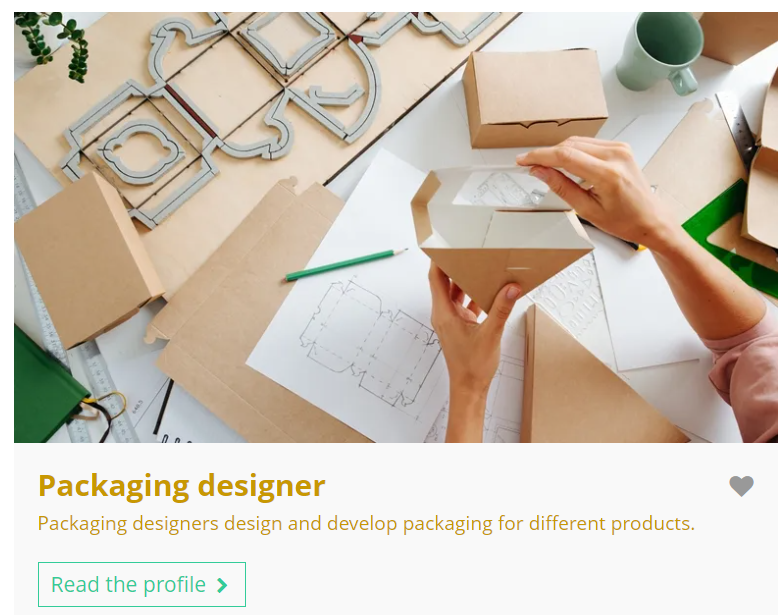 Packaging designer
Packaging designers design and develop packaging for different products.
Read the profile